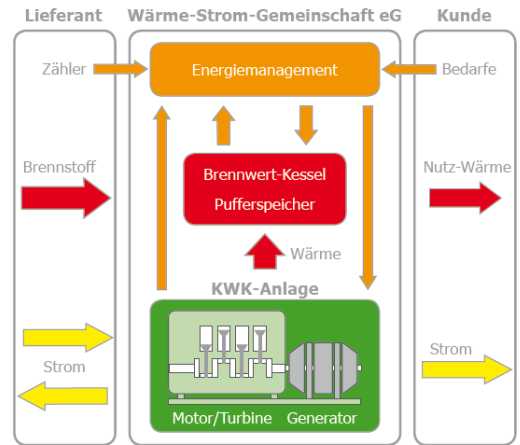 Lieferant
Wärme-Strom-Gemeinschaft eG
Kunde
Zähler
Energiemanagement
Bedarfe
Brennstoff
Brennwert-Kessel
Pufferspeicher
Nutz-Wärme
Wärme
KWK-Anlage
Strom
Strom
Motor/Turbine
Generator